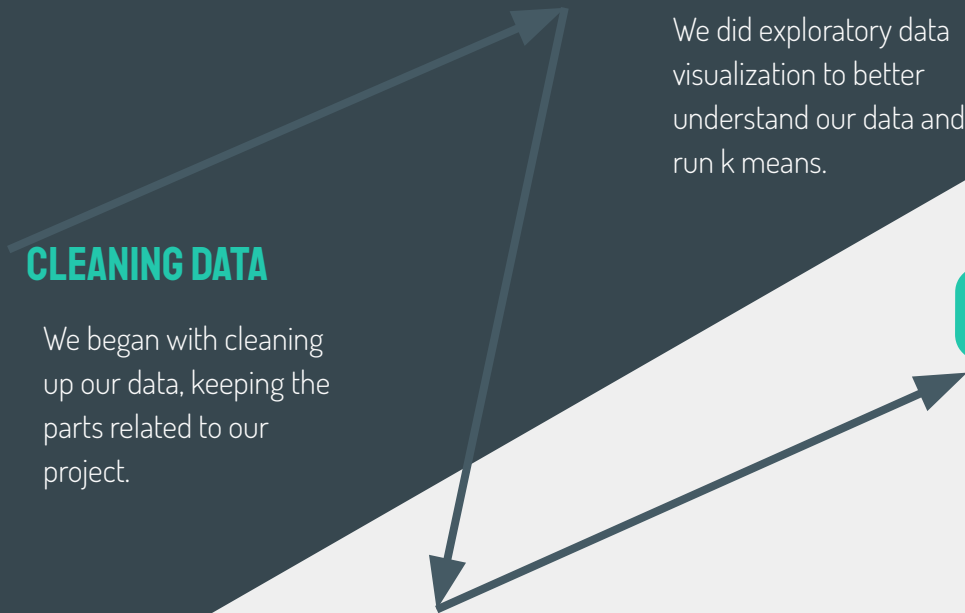 We did exploratory data
visualization to better
understand our data and
run k means.
CLEANING DATA
We began with cleaning
up our data, keeping the
parts related to our
project.